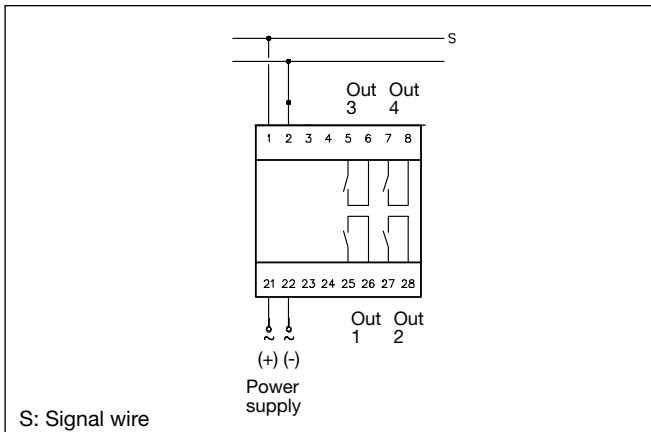 S
Out Out
3 4
1 2 3 4 5 6 7 8
21 22 23 24 25 26 27 28
Out Out
1 2
~ ~
(+) (-)
Power
supply
S: Signal wire